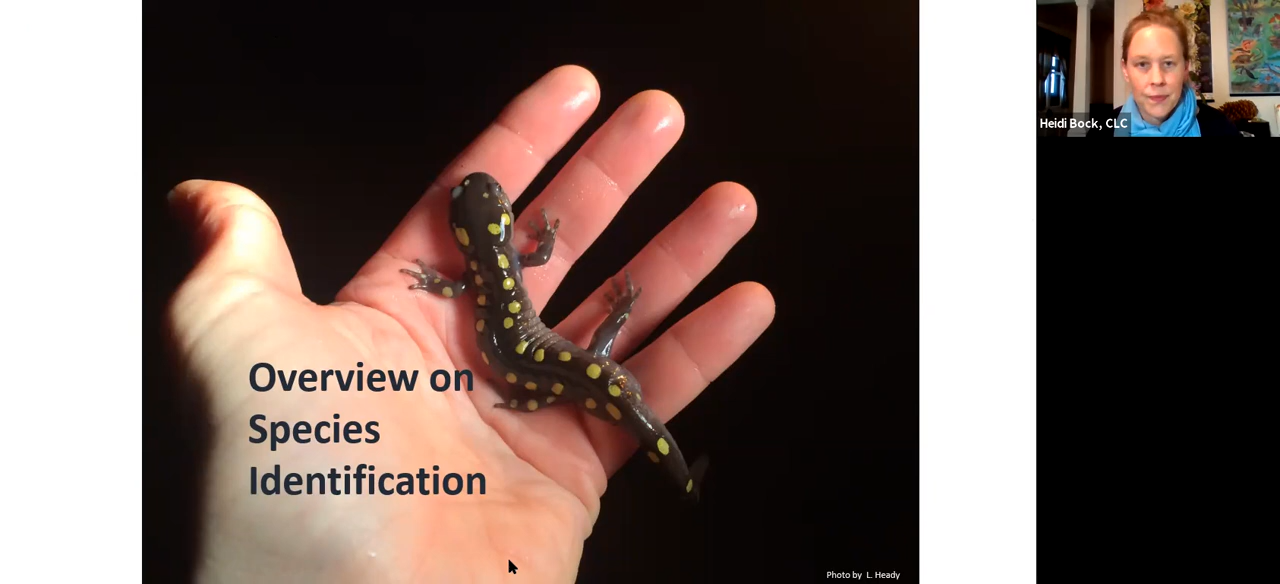 Overview on
Species
Identification
Photo by L. Heady
Heidi Bock, CLC